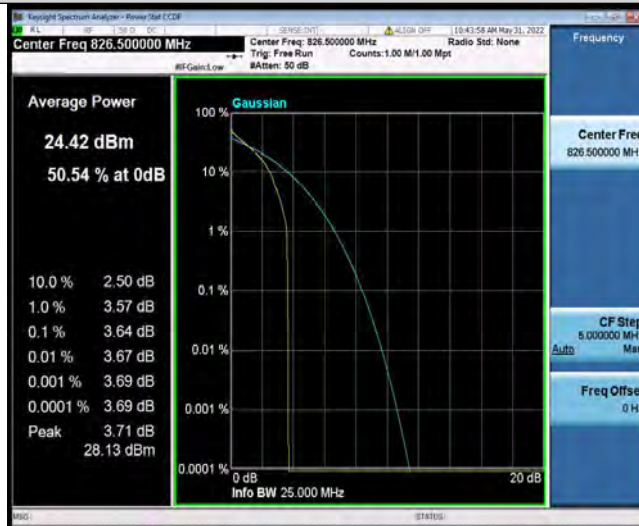 Keysight Spectrum Analyzer - Power Stat CCDF
RL RF 50 Ω DC SENSE:INT ALIGN OFF 10:43:58 AM May 31, 2022
Center Freq 826.500000 MHz
Center Freq: 826.500000 MHz Radio Std: None
Trig: Free Run Counts:1.00 M/1.00 Mpt
#IFGain:Low #Atten: 50 dB
Frequency
Average Power
24.42 dBm
50.54 % at 0dB
10.0 % 2.50 dB
1.0 % 3.57 dB
0.1 % 3.64 dB
0.01 % 3.67 dB
0.001 % 3.69 dB
0.0001 % 3.69 dB
Peak 3.71 dB
28.13 dBm
Gaussian
100 %
10 %
1 %
0.1 %
0.01 %
0.001 %
0.0001 %
0 dB 20 dB
Info BW 25.000 MHz
Center Fre
826.500000 MH
CF Step
5.000000 MH
Auto Ma
Freq Offse
0 H
MSG STATUS